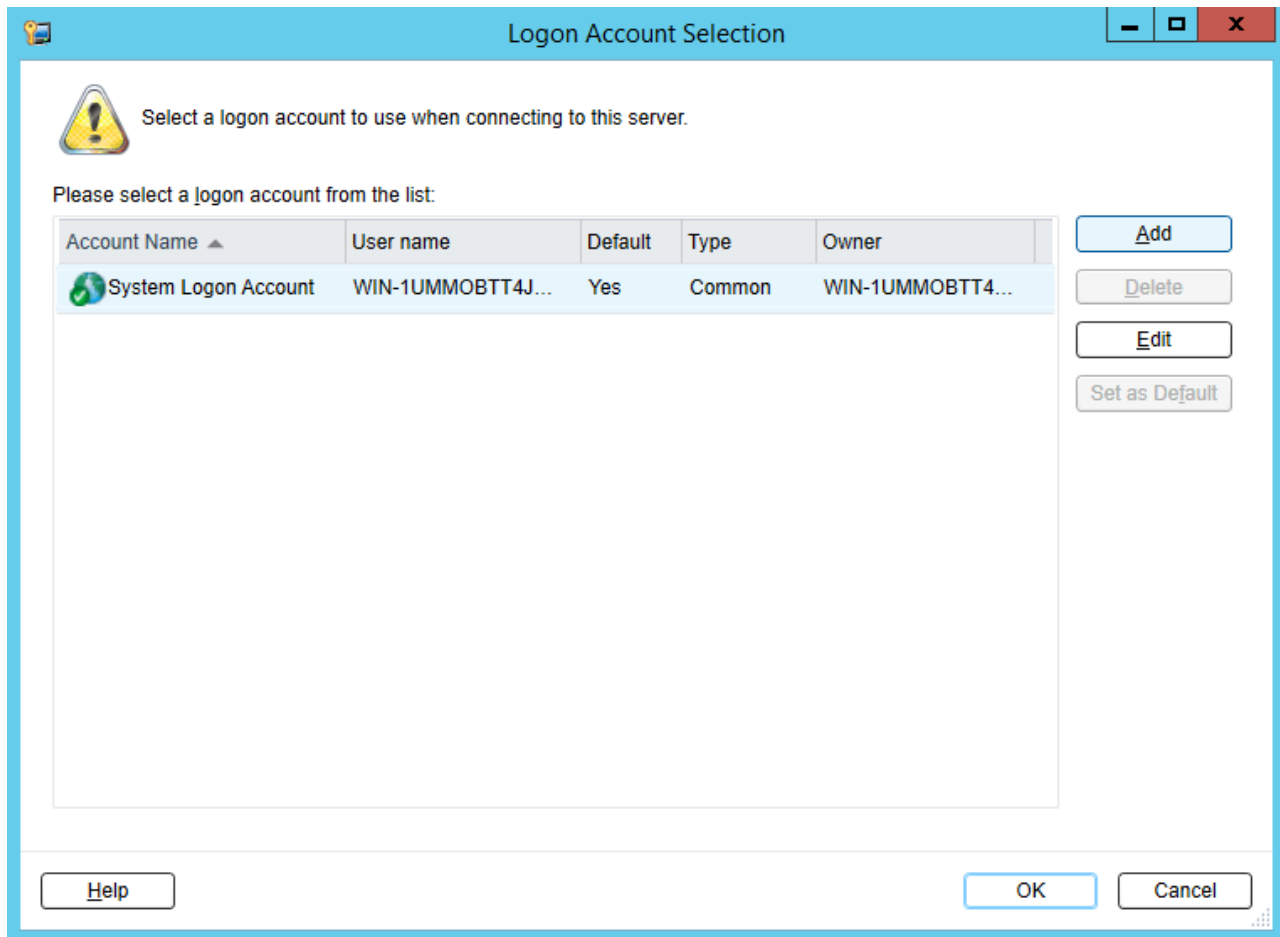 Logon Account Selection
Select a logon account to use when connecting to this server.
Please select a logon account from the list:
Account Name User name Default Type Owner
System Logon Account WIN-1UMMOBTT4J... Yes Common WIN-1UMMOBTT4...
Add
Delete
Edit
Set as Default
Help OK Cancel